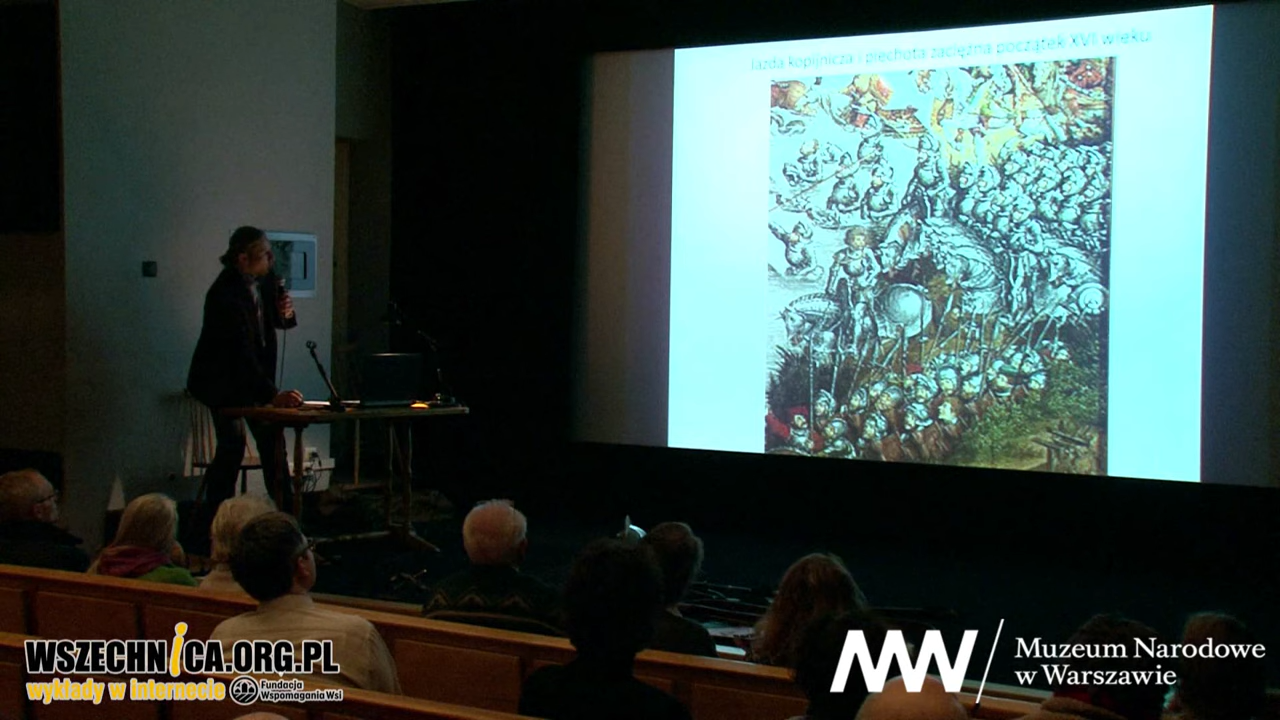 Jazda kopijnicza i piechota zaciężna początek XVI wieku
WSZECHNICA.ORG.PL
wykłady w internecie
Fundacja
Wspomagania Wsi
Muzeum Narodowe
w Warszawie